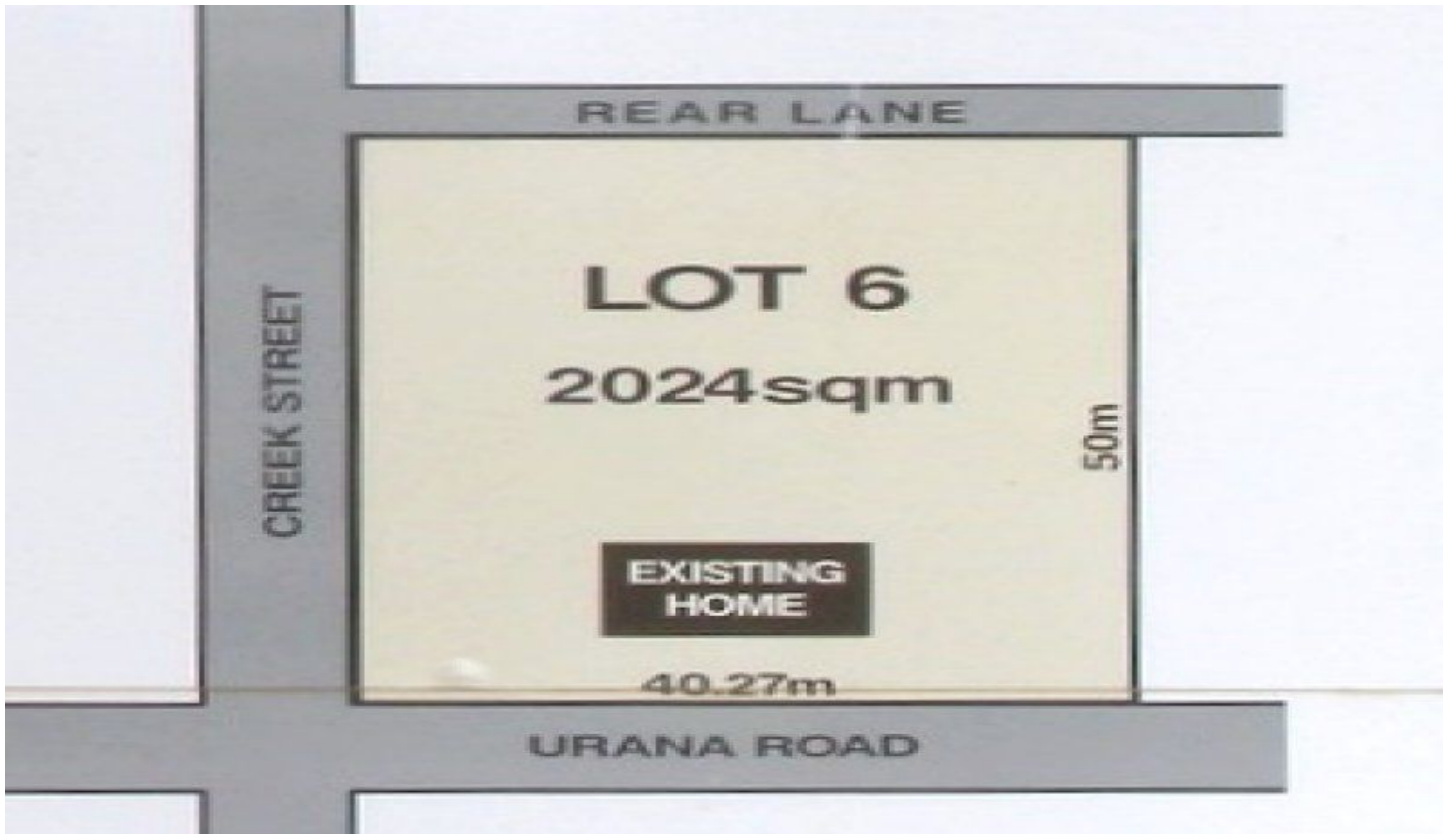 REAR LANE
LOT 6
2024sqm
CREEK STREET
50m
EXISTING
HOME
40.27m
URANA ROAD